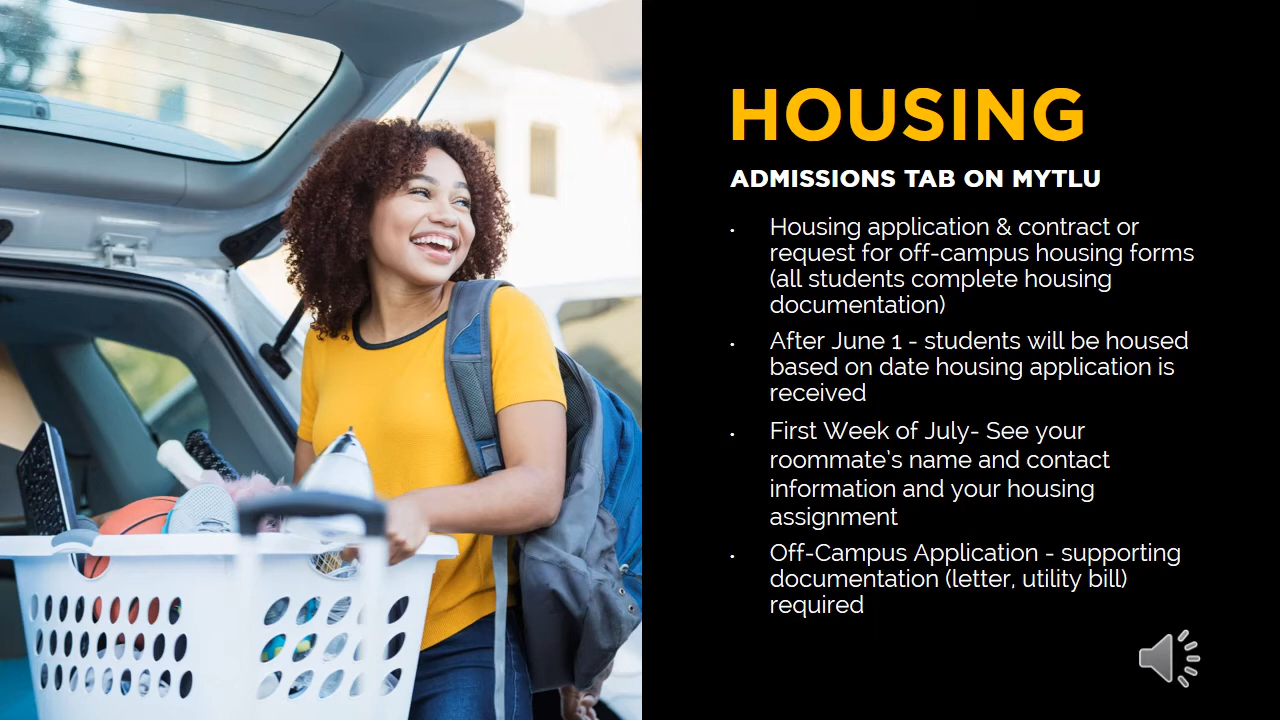 HOUSING
ADMISSIONS TAB ON MYTLU
· Housing application & contract or
request for off-campus housing forms
(all students complete housing
documentation)
· After June 1 - students will be housed
based on date housing application is
received
· First Week of July- See your
roommate's name and contact
information and your housing
assignment
· Off-Campus Application - supporting
documentation (letter, utility bill)
required